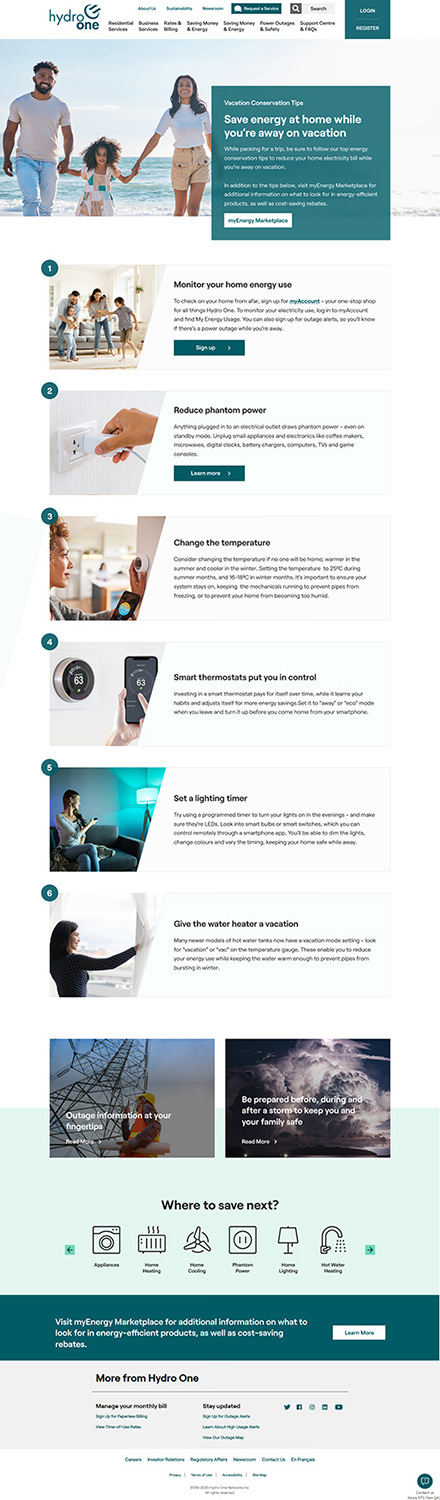 hydro
one
About Us Sustainability Newsroom Request a Service Search
LOGIN
REGISTER
Residential Services
Business Services
Rates & Billing
Saving Money & Energy
Saving Money & Energy
Power Outages & Safety
Support Centre & FAQs
Vacation Conservation Tips
Save energy at home while
you're away on vacation
While packing for a trip, be sure to follow our top energy
conservation tips to reduce your home electricity bill while
you're away on vacation.
In addition to the tips below, visit myEnergy Marketplace for
additional information on what to look for in energy-efficient
products, as well as cost-saving rebates.
myEnergy Marketplace
1
Monitor your home energy use
To check on your home from afar, sign up for myAccount – your one-stop shop
for all things Hydro One. To monitor your electricity use, log in to myAccount
and find My Energy Usage. You can also sign up for outage alerts, so you'll know
if there's a power outage while you're away.
Sign up >
2
Reduce phantom power
Anything plugged in to an electrical outlet draws phantom power – even on
standby mode. Unplug small appliances and electronics like coffee makers,
microwaves, digital clocks, battery chargers, computers, TVs and game
consoles.
Learn more >
3
Change the temperature
Consider changing the temperature if no one will be home; warmer in the
summer and cooler in the winter. Setting the temperature to 25ºC during
summer months, and 16-18ºC in winter months. It's important to ensure your
system stays on, keeping the mechanicals running to prevent pipes from
freezing, or to prevent your home from becoming too humid.
4
63
63
Smart thermostats put you in control
Investing in a smart thermostat pays for itself over time, while it learns your
habits and adjusts itself for more energy savings.Set it to "away" or "eco" mode
when you leave and turn it up before you come home from your smartphone.
5
Set a lighting timer
Try using a programmed timer to turn your lights on in the evenings – and make
sure they're LEDs. Look into smart bulbs or smart switches, which you can
control remotely through a smartphone app. You'll be able to dim the lights,
change colours and vary the timing, keeping your home safe while away.
6
Give the water heater a vacation
Many newer models of hot water tanks now have a vacation mode setting – look
for "vacation" or "vac" on the temperature gauge. These enable you to reduce
your energy use while keeping the water warm enough to prevent pipes from
bursting in winter.
Outage information at your
fingertips
Read More >
Be prepared before, during and
after a storm to keep you and
your family safe
Read More >
Where to save next?
Appliances
Home Heating
Home Cooling
Phantom Power
Home Lighting
Hot Water Heating
Visit myEnergy Marketplace for additional information on what to
look for in energy-efficient products, as well as cost-saving
rebates.
Learn More
More from Hydro One
Manage your monthly bill
Sign Up for Paperless Billing
View Time-of-Use Rates
Stay updated
Sign Up for Outage Alerts
Learn About High Usage Alerts
View Our Outage Map
Careers Investor Relations Regulatory Affairs Newsroom Contact Us En Français
Privacy | Terms of Use | Accessibility | Site Map
2009-2020 Hydro One Networks Inc
All rights reserved.
Contact us